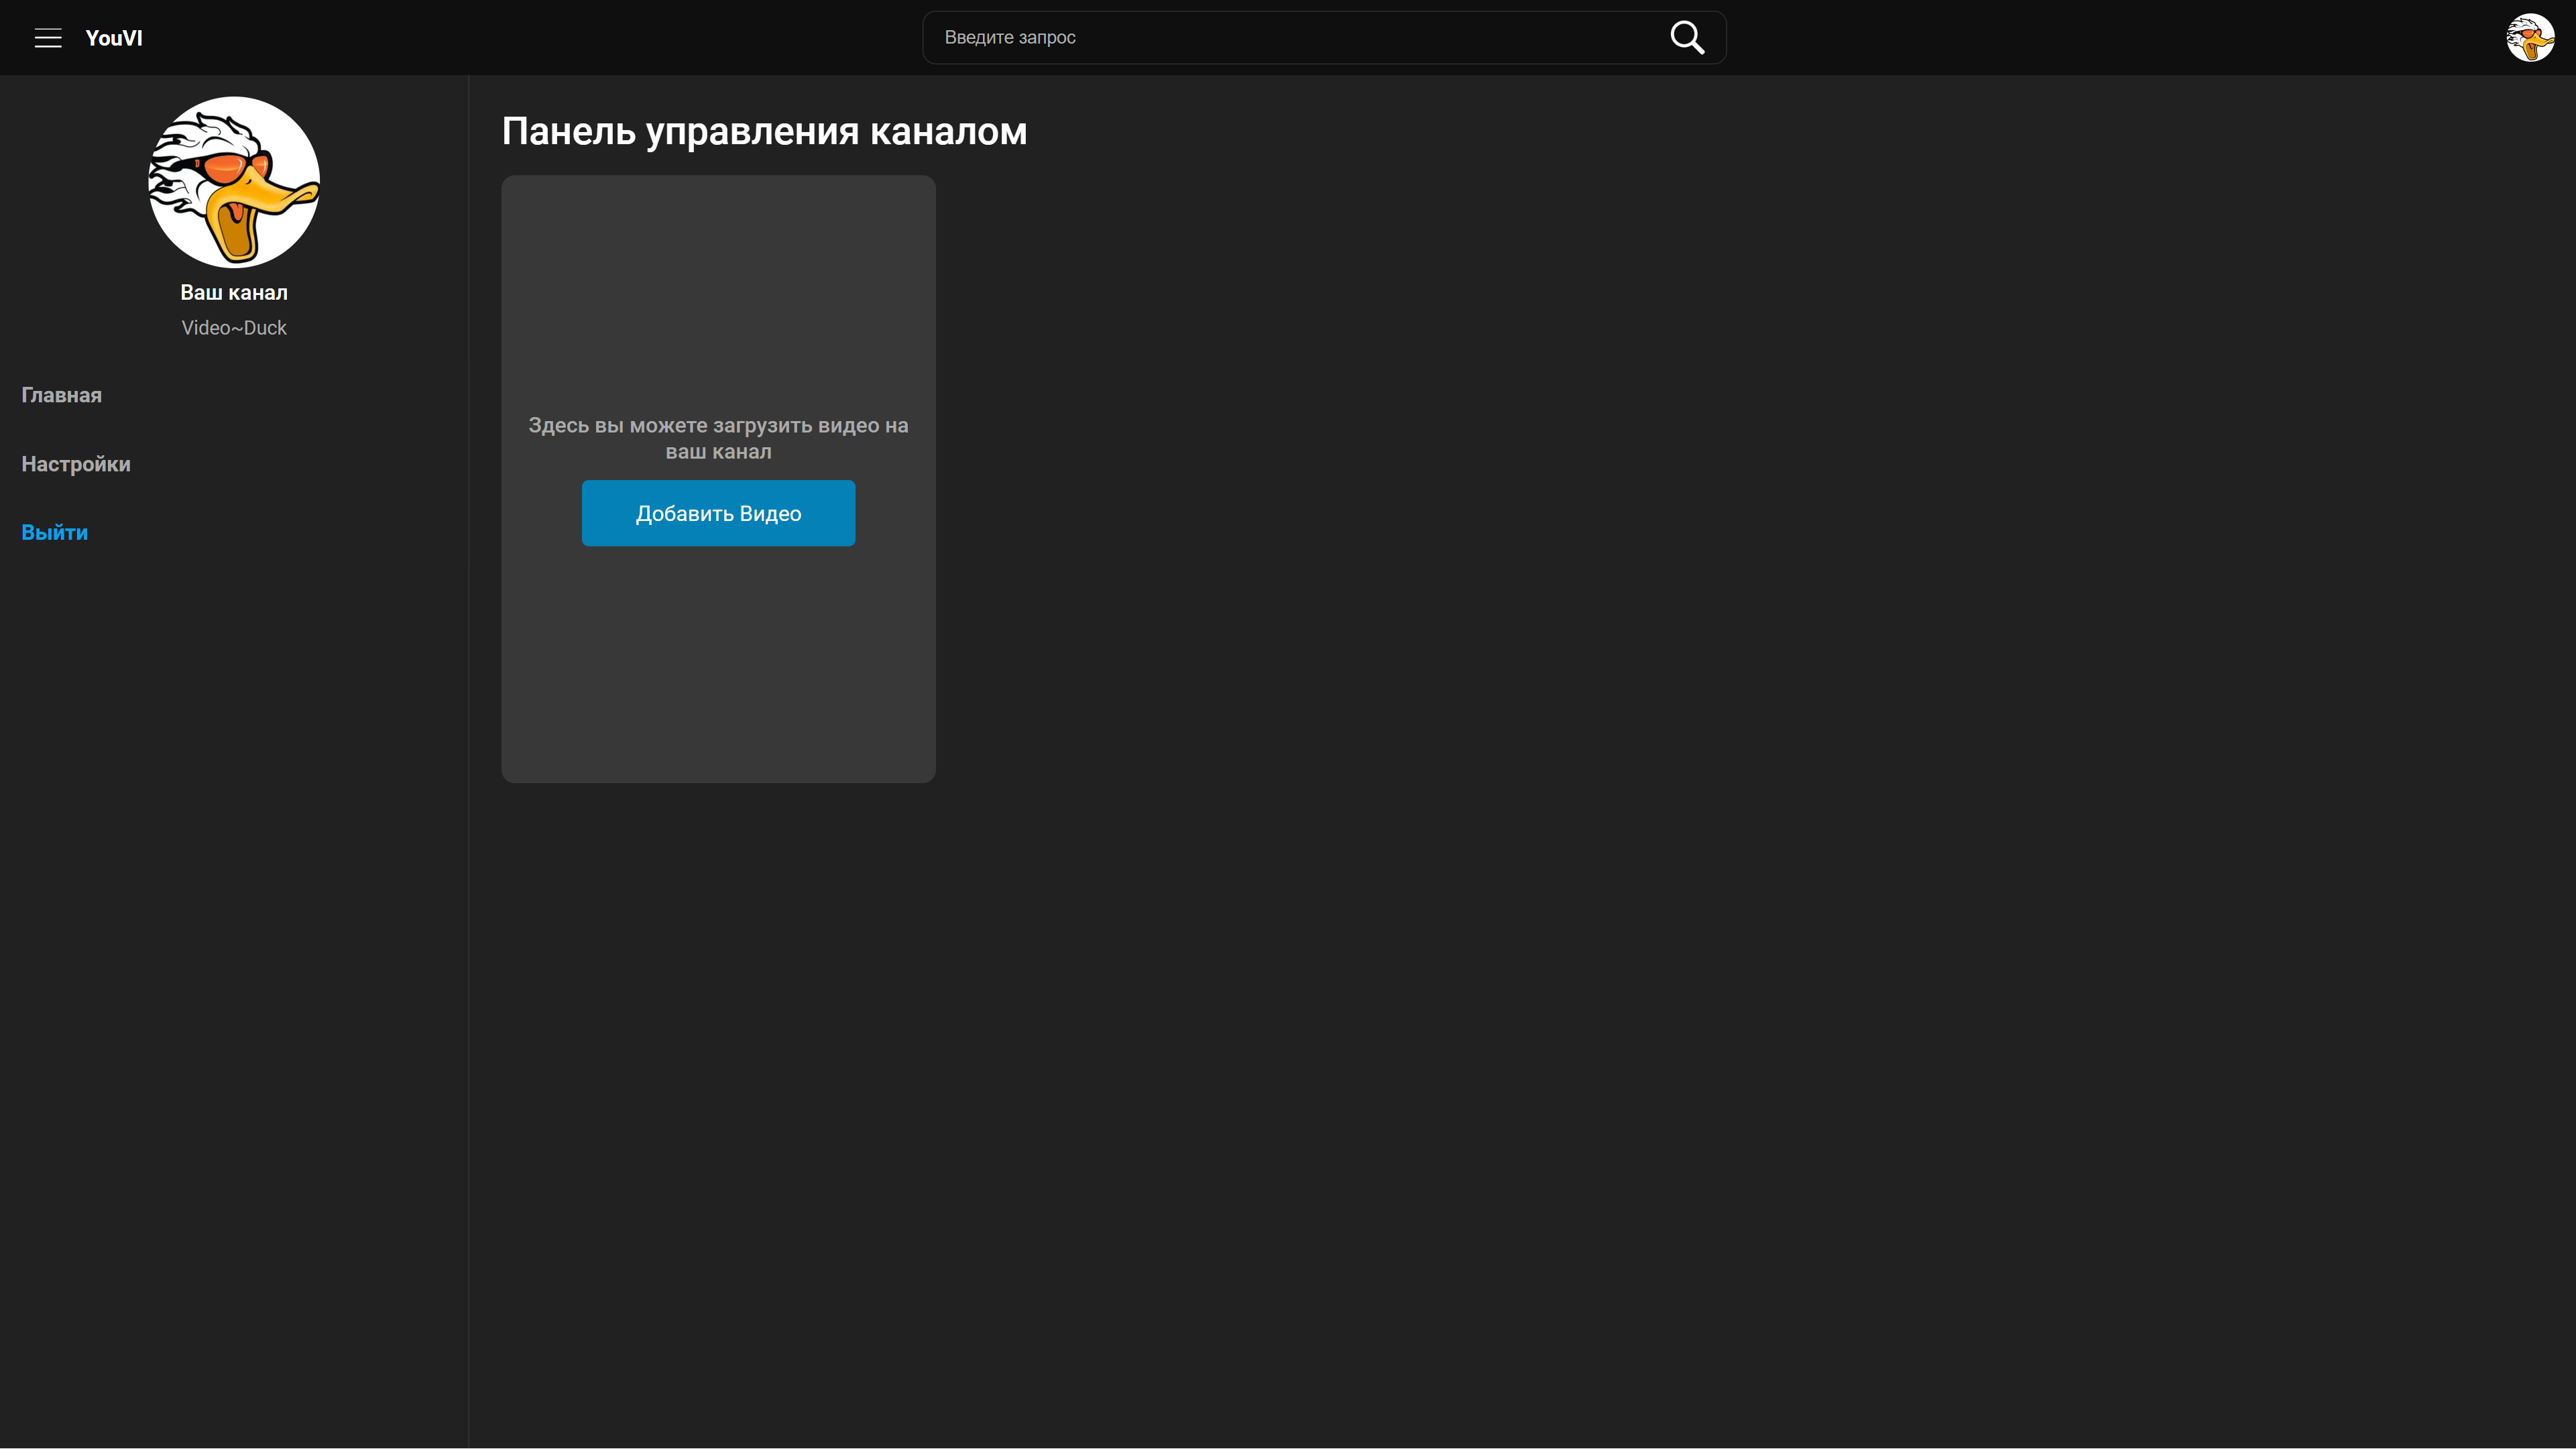 YouVI
Введите запрос
Ваш канал
Video~Duck
Главная
Настройки
Выйти
Панель управления каналом
Здесь вы можете загрузить видео на
ваш канал
Добавить Видео